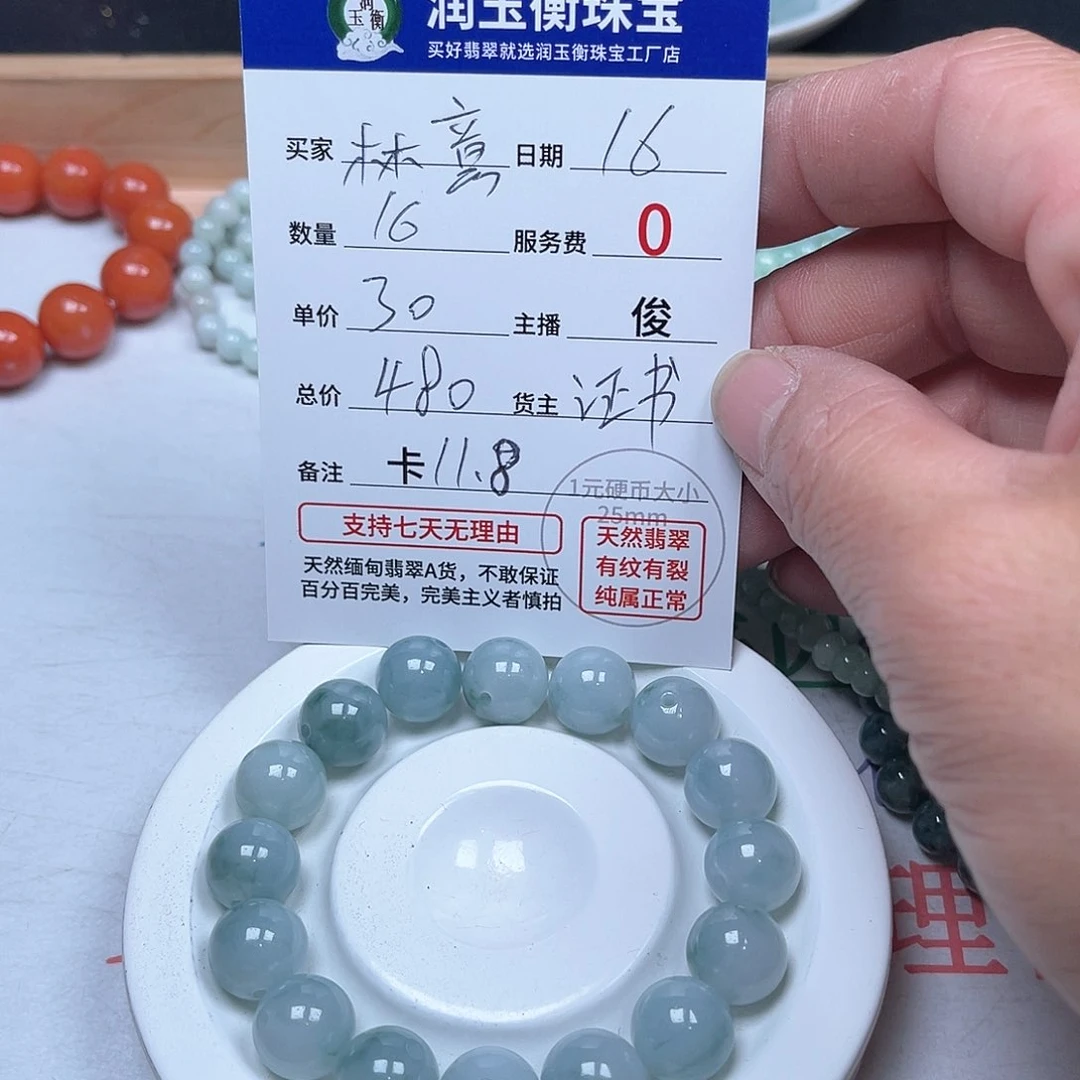 润玉衡
润玉衡珠宝
买好翡翠就选润玉衡珠宝工厂店
买家 林意 日期 16
数量 16 服务费 0
单价 30 主播 俊
总价 480 货主 证书
备注 卡11.8
1元硬币大小
25mm
支持七天无理由
天然缅甸翡翠A货，不敢保证
百分百完美，完美主义者慎拍
天然翡翠
有纹有裂
纯属正常
理